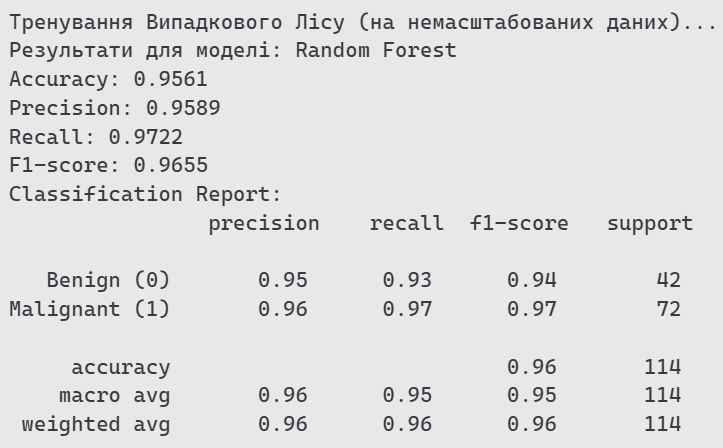 Тренування Випадкового Лісу (на немасштабованих даних)...
Результати для моделі: Random Forest
Accuracy: 0.9561
Precision: 0.9589
Recall: 0.9722
F1-score: 0.9655
Classification Report:
precision recall f1-score support
Benign (0) 0.95 0.93 0.94 42
Malignant (1) 0.96 0.97 0.97 72
accuracy 0.96 114
macro avg 0.96 0.95 0.95 114
weighted avg 0.96 0.96 0.96 114